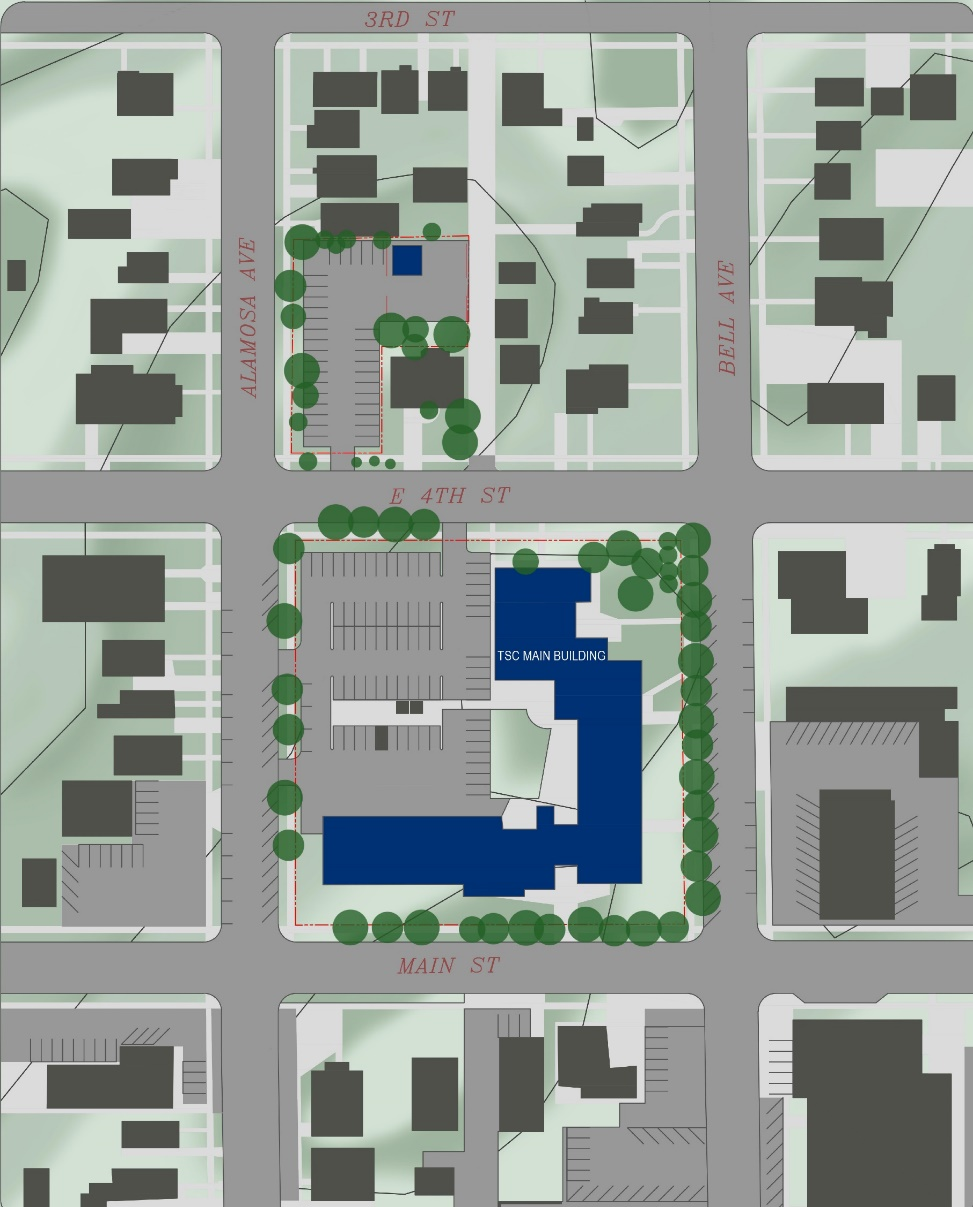 3RD ST
ALAMOSA AVE
BELL AVE
E 4TH ST
TSC MAIN BUILDING
MAIN ST